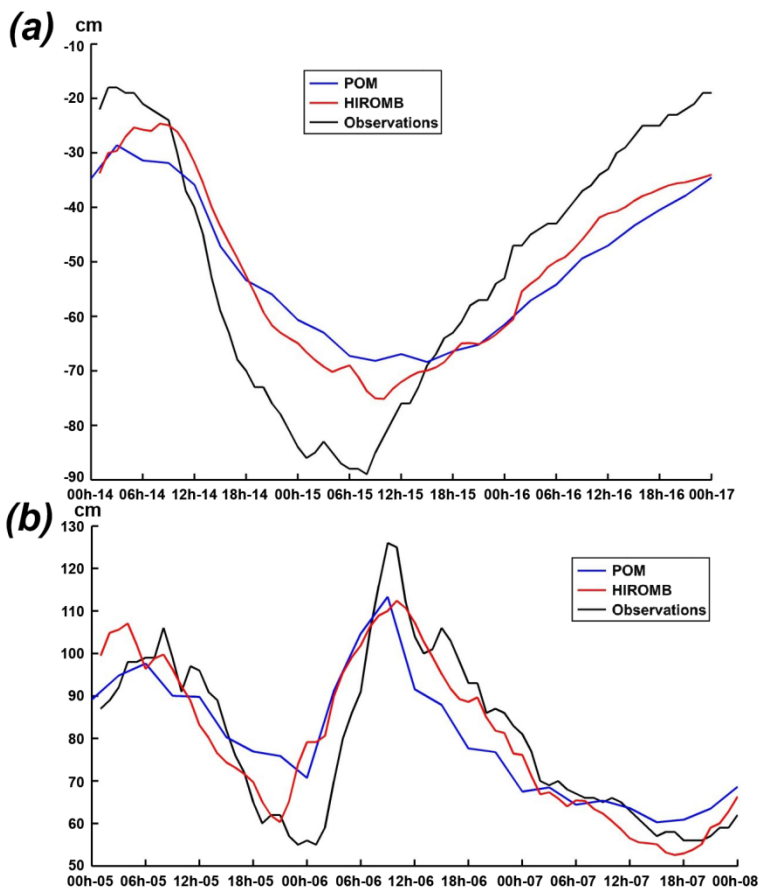 (a)
cm
-10
-20
-30
-40
-50
-60
-70
-80
-90
POM
HIROMB
Observations
00h-14 06h-14 12h-14 18h-14 00h-15 06h-15 12h-15 18h-15 00h-16 06h-16 12h-16 18h-16 00h-17
(b)
cm
130
120
110
100
90
80
70
60
50
POM
HIROMB
Observations
00h-05 06h-05 12h-05 18h-05 00h-06 06h-06 12h-06 18h-06 00h-07 06h-07 12h-07 18h-07 00h-08